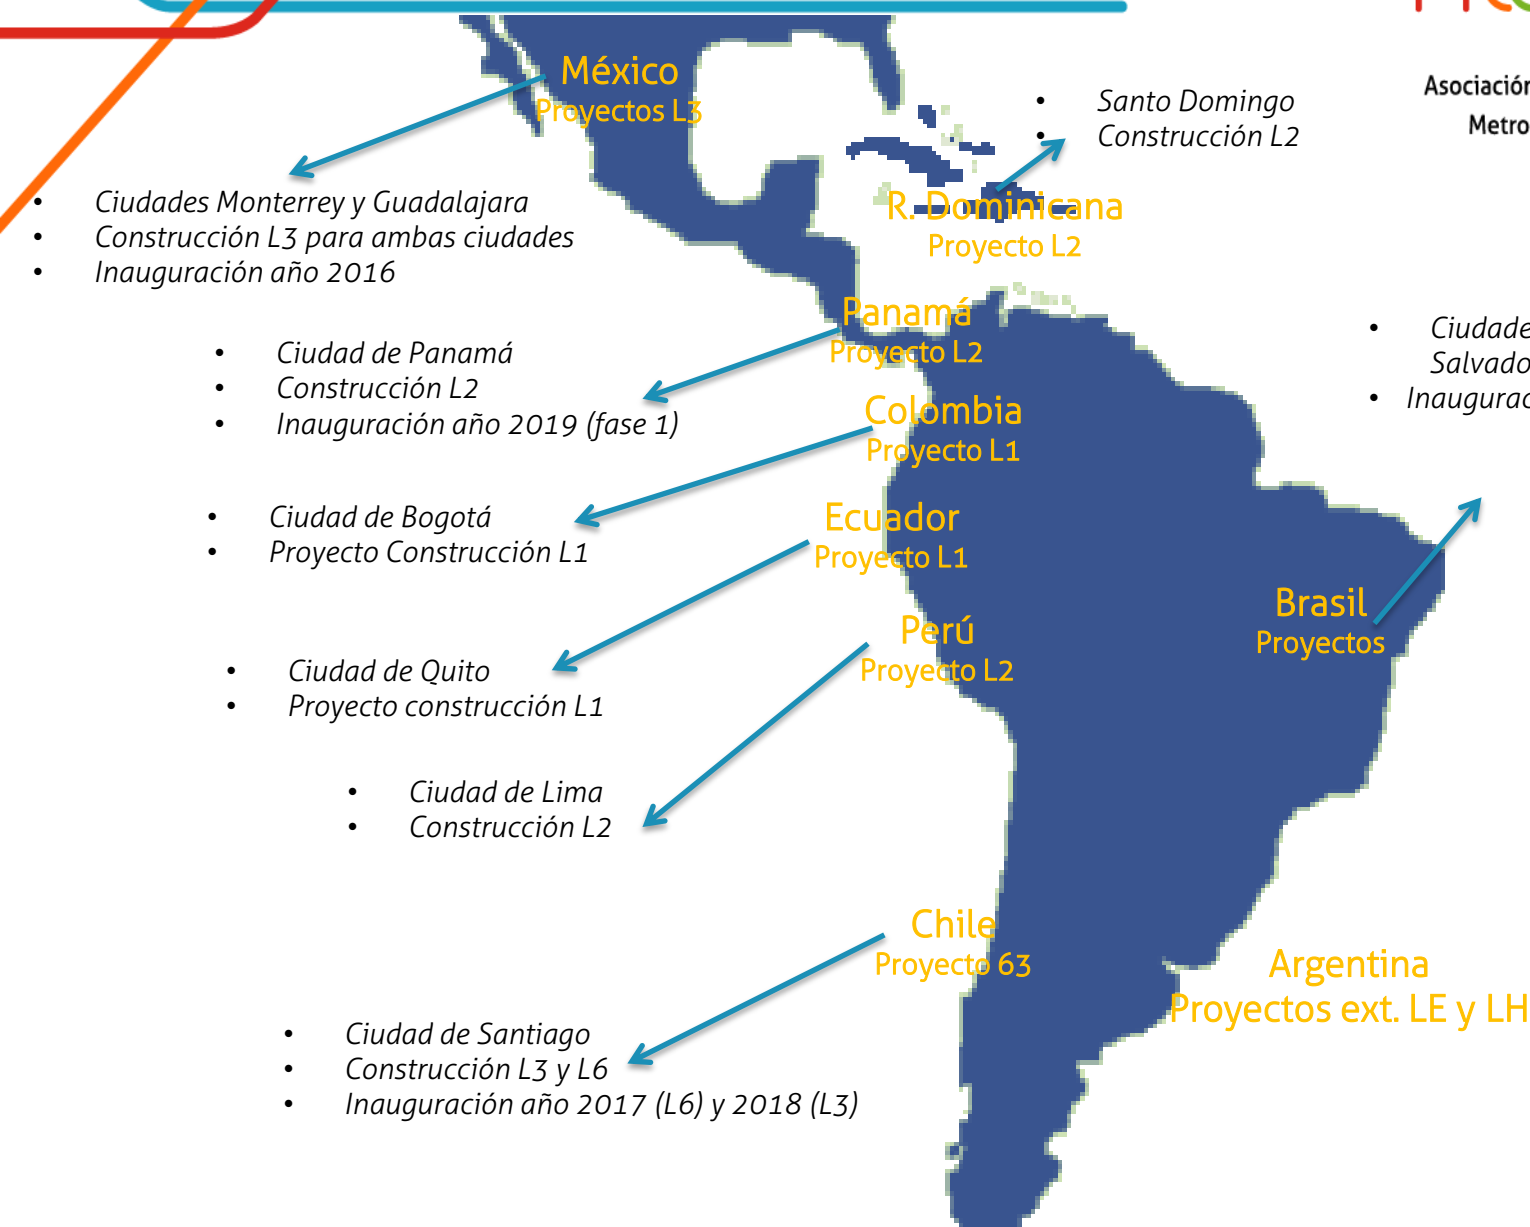 Asociación
Metro
México
Proyectos L3
• Santo Domingo
• Construcción L2
• Ciudades Monterrey y Guadalajara
• Construcción L3 para ambas ciudades
• Inauguración año 2016
R. Dominicana
Proyecto L2
Panamá
Proyecto L2
• Ciudad de Panamá
• Construcción L2
• Inauguración año 2019 (fase 1)
Colombia
Proyecto L1
• Ciudad de Bogotá
• Proyecto Construcción L1
Ecuador
Proyecto L1
• Ciudad de Quito
• Proyecto construcción L1
Perú
Proyecto L2
• Ciudad de Lima
• Construcción L2
Brasil
Proyectos
Chile
Proyecto 63
• Ciudad de Santiago
• Construcción L3 y L6
• Inauguración año 2017 (L6) y 2018 (L3)
Argentina
Proyectos ext. LE y LH